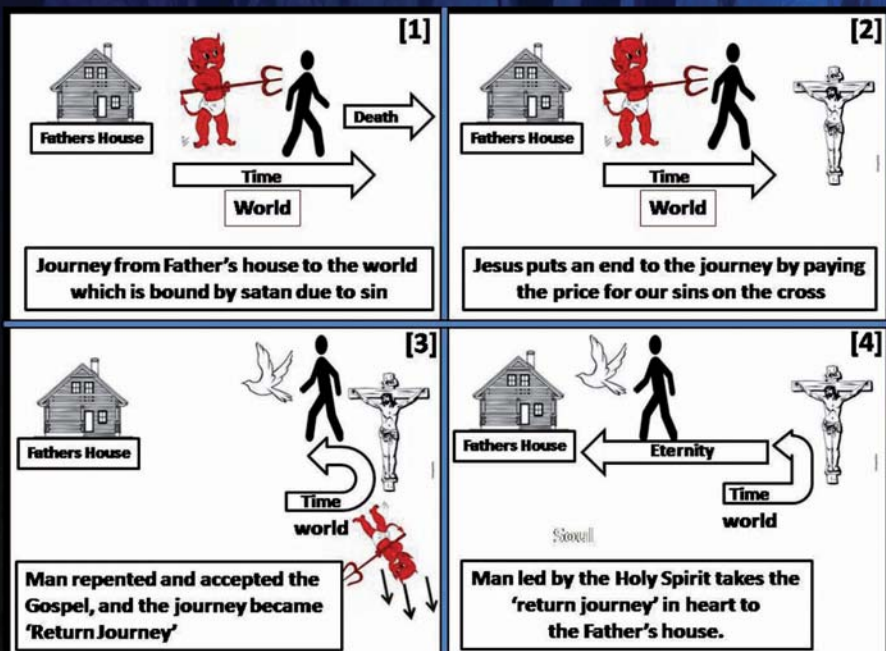 [1]
Fathers House
Death
Time
World
Journey from Father's house to the world
which is bound by satan due to sin
[2]
Fathers House
Time
World
Jesus puts an end to the journey by paying
the price for our sins on the cross
[3]
Fathers House
Time
world
Man repented and accepted the
Gospel, and the journey became
'Return Journey'
[4]
Fathers House
Eternity
Time
world
Soul
Man led by the Holy Spirit takes the
'return journey' in heart to
the Father's house.